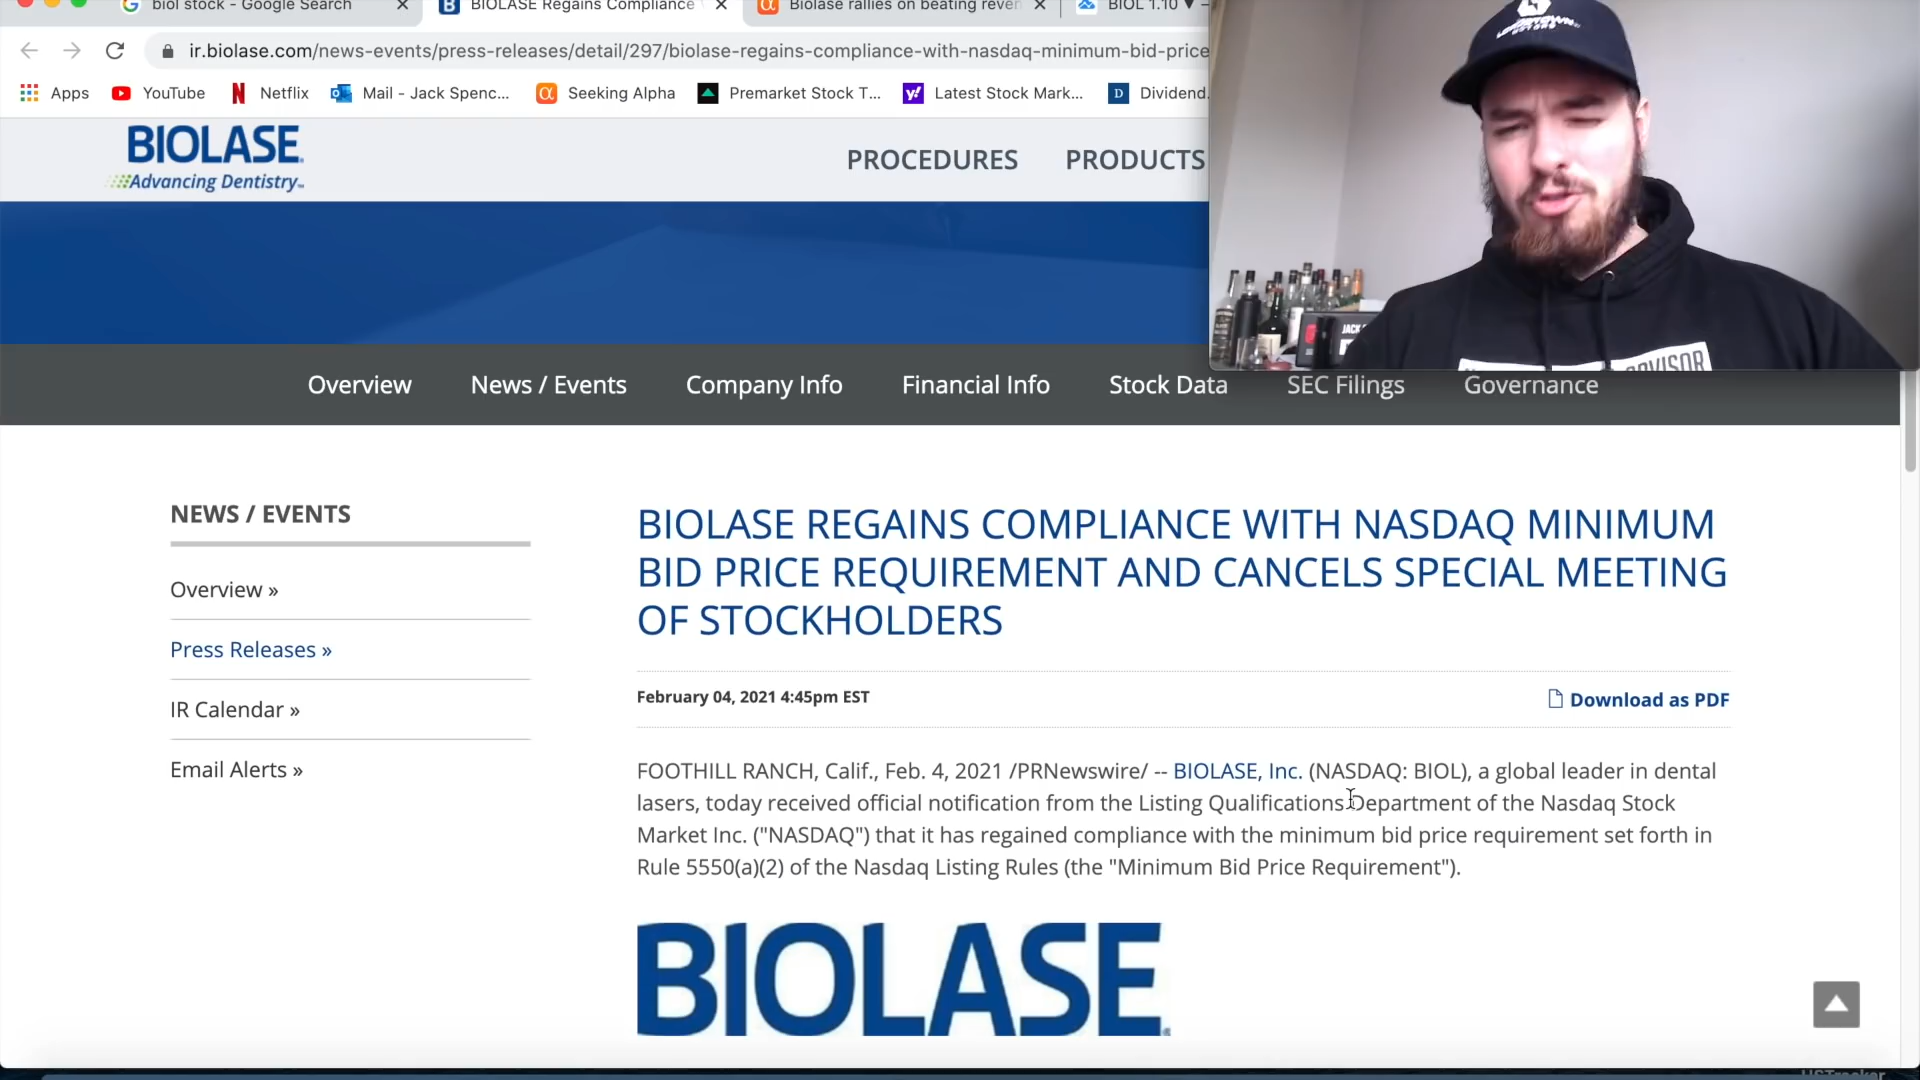 biol stock - Google Search
BIOLASE Regains Compliance
Biolase rallies on beating reven
BIOL 1.10 ▼
ir.biolase.com/news-events/press-releases/detail/297/biolase-regains-compliance-with-nasdaq-minimum-bid-price
Apps
YouTube
Netflix
Mail - Jack Spenc...
Seeking Alpha
Premarket Stock T...
Latest Stock Mark...
Dividend.
BIOLASE
Advancing Dentistry
PROCEDURES
PRODUCTS
JACK
VISOR
Overview
News / Events
Company Info
Financial Info
Stock Data
SEC Filings
Governance
NEWS / EVENTS
Overview »
Press Releases »
IR Calendar »
Email Alerts »
BIOLASE REGAINS COMPLIANCE WITH NASDAQ MINIMUM
BID PRICE REQUIREMENT AND CANCELS SPECIAL MEETING
OF STOCKHOLDERS
February 04, 2021 4:45pm EST
Download as PDF
FOOTHILL RANCH, Calif., Feb. 4, 2021 /PRNewswire/ -- BIOLASE, Inc. (NASDAQ: BIOL), a global leader in dental
lasers, today received official notification from the Listing Qualifications Department of the Nasdaq Stock
Market Inc. ("NASDAQ") that it has regained compliance with the minimum bid price requirement set forth in
Rule 5550(a)(2) of the Nasdaq Listing Rules (the "Minimum Bid Price Requirement").
BIOLASE